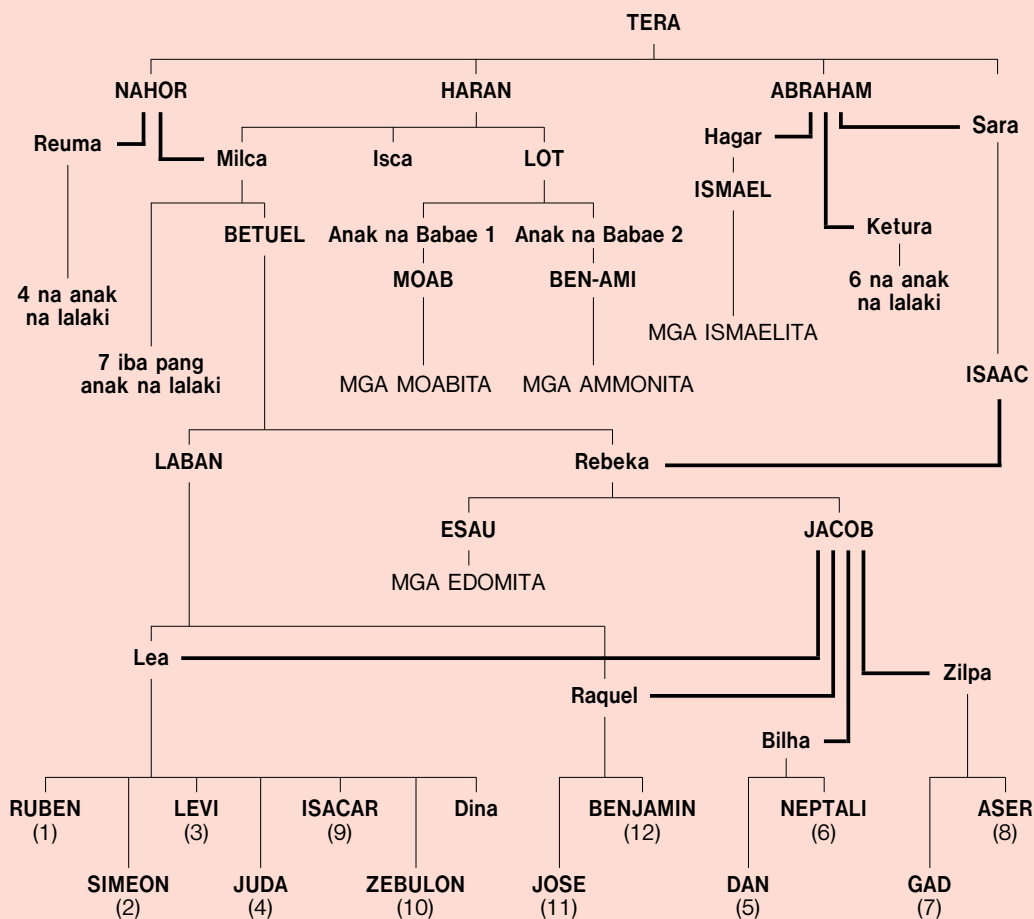 TERA
NAHOR
HARAN
ABRAHAM
Reuma
Milca
Isca
LOT
Hagar
Sara
ISMAEL
BETUEL
Anak na Babae 1
Anak na Babae 2
Ketura
MOAB
BEN-AMI
4 na anak
na lalaki
6 na anak
na lalaki
MGA ISMAELITA
7 iba pang
anak na lalaki
MGA MOABITA
MGA AMMONITA
ISAAC
LABAN
Rebeka
ESAU
JACOB
MGA EDOMITA
Lea
Raquel
Zilpa
Bilha
RUBEN
(1)
LEVI
(3)
ISACAR
(9)
Dina
BENJAMIN
(12)
NEPTALI
(6)
ASER
(8)
SIMEON
(2)
JUDA
(4)
ZEBULON
(10)
JOSE
(11)
DAN
(5)
GAD
(7)